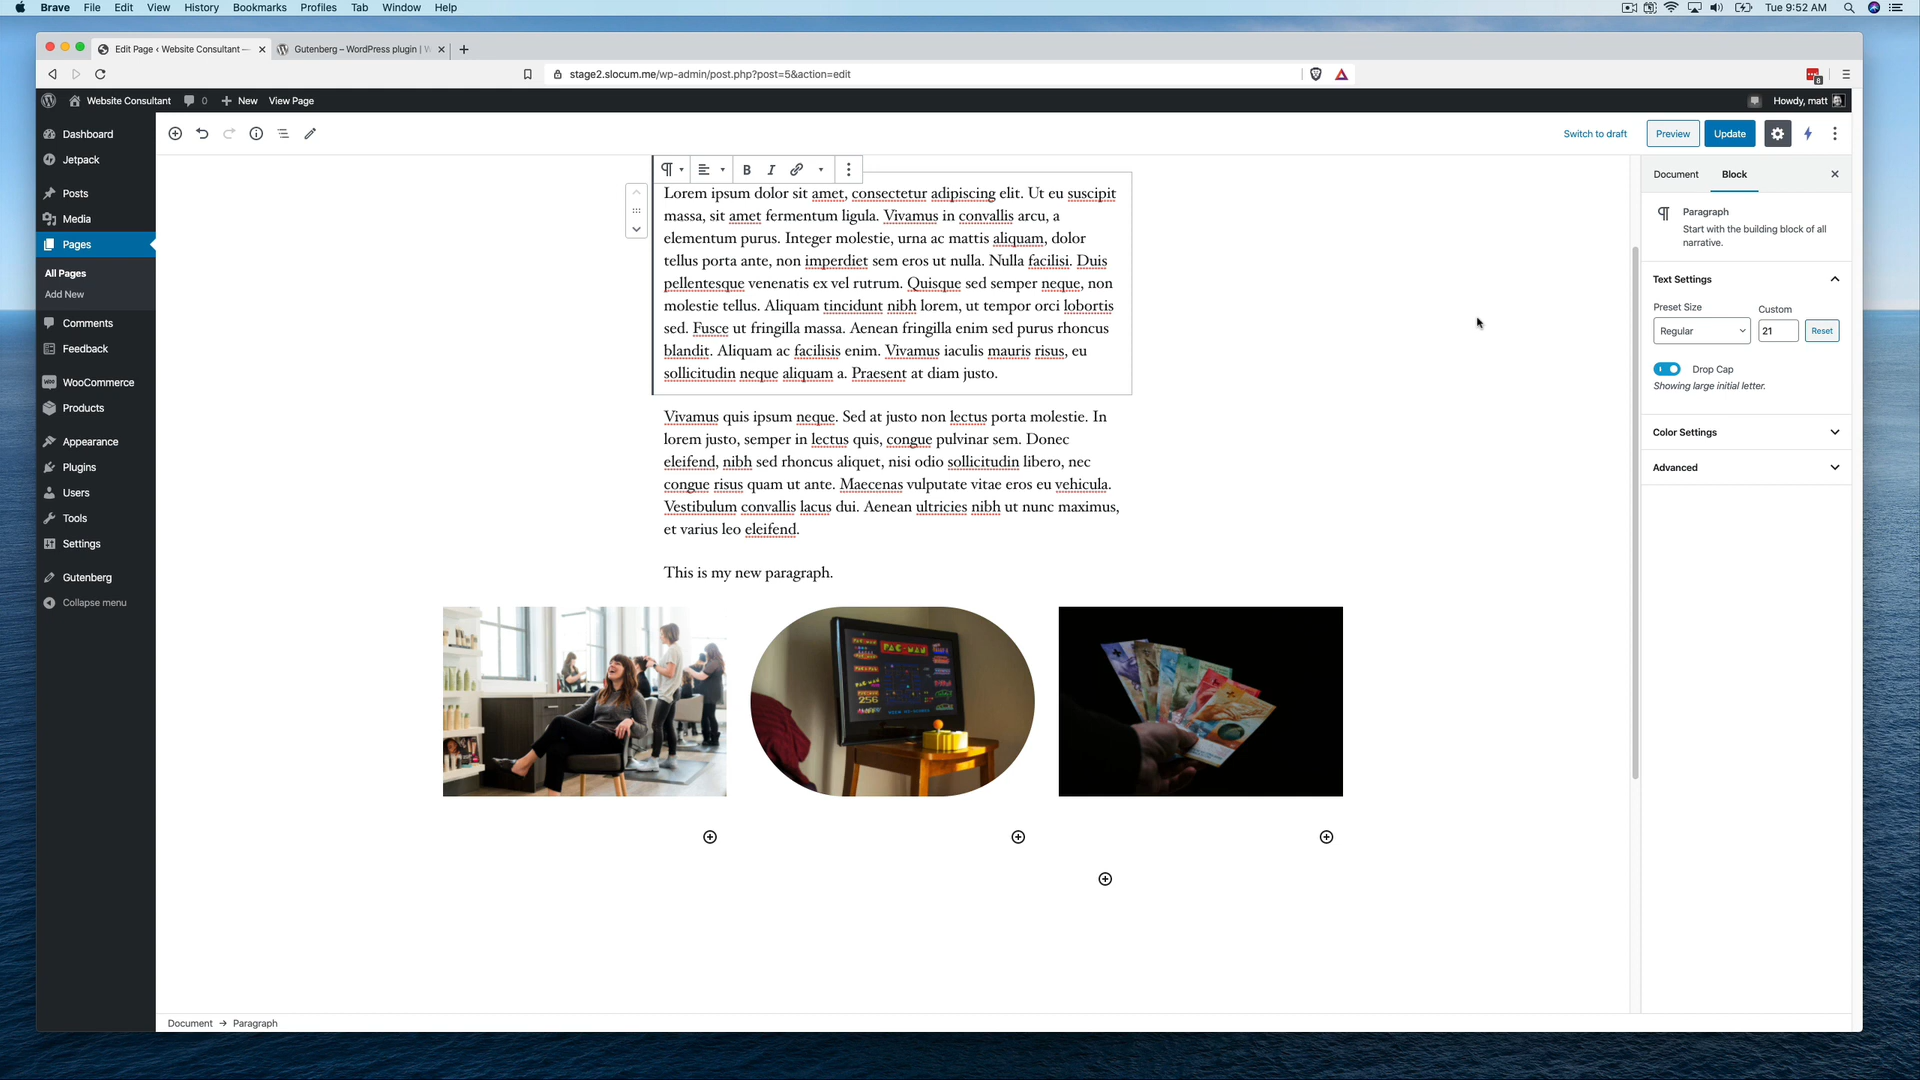 Brave File Edit View History Bookmarks Profiles Tab Window Help
Tue 9:52 AM
Edit Page ‹ Website Consultant —
Gutenberg – WordPress plugin |
stage2.slocum.me/wp-admin/post.php?post=5&action=edit
8
Website Consultant 0 New View Page
Howdy, matt
Dashboard
Jetpack
Posts
Media
Pages
All Pages
Add New
Comments
Feedback
WooCommerce
Products
Appearance
Plugins
Users
Tools
Settings
Gutenberg
Collapse menu
Switch to draft
Preview
Update
B I
Lorem ipsum dolor sit amet, consectetur adipiscing elit. Ut eu suscipit
massa, sit amet fermentum ligula. Vivamus in convallis arcu, a
elementum purus. Integer molestie, urna ac mattis aliquam, dolor
tellus porta ante, non imperdiet sem eros ut nulla. Nulla facilisi. Duis
pellentesque venenatis ex vel rutrum. Quisque sed semper neque, non
molestie tellus. Aliquam tincidunt nibh lorem, ut tempor orci lobortis
sed. Fusce ut fringilla massa. Aenean fringilla enim sed purus rhoncus
blandit. Aliquam ac facilisis enim. Vivamus iaculis mauris risus, eu
sollicitudin neque aliquam a. Praesent at diam justo.
Vivamus quis ipsum neque. Sed at justo non lectus porta molestie. In
lorem justo, semper in lectus quis, congue pulvinar sem. Donec
eleifend, nibh sed rhoncus aliquet, nisi odio sollicitudin libero, nec
congue risus quam ut ante. Maecenas vulputate vitae eros eu vehicula.
Vestibulum convallis lacus dui. Aenean ultricies nibh ut nunc maximus,
et varius leo eleifend.
This is my new paragraph.
PAC-MAN
256
Document Block
Paragraph
Start with the building block of all
narrative.
Text Settings
Preset Size
Custom
Regular
21
Reset
Drop Cap
Showing large initial letter.
Color Settings
Advanced
Document → Paragraph